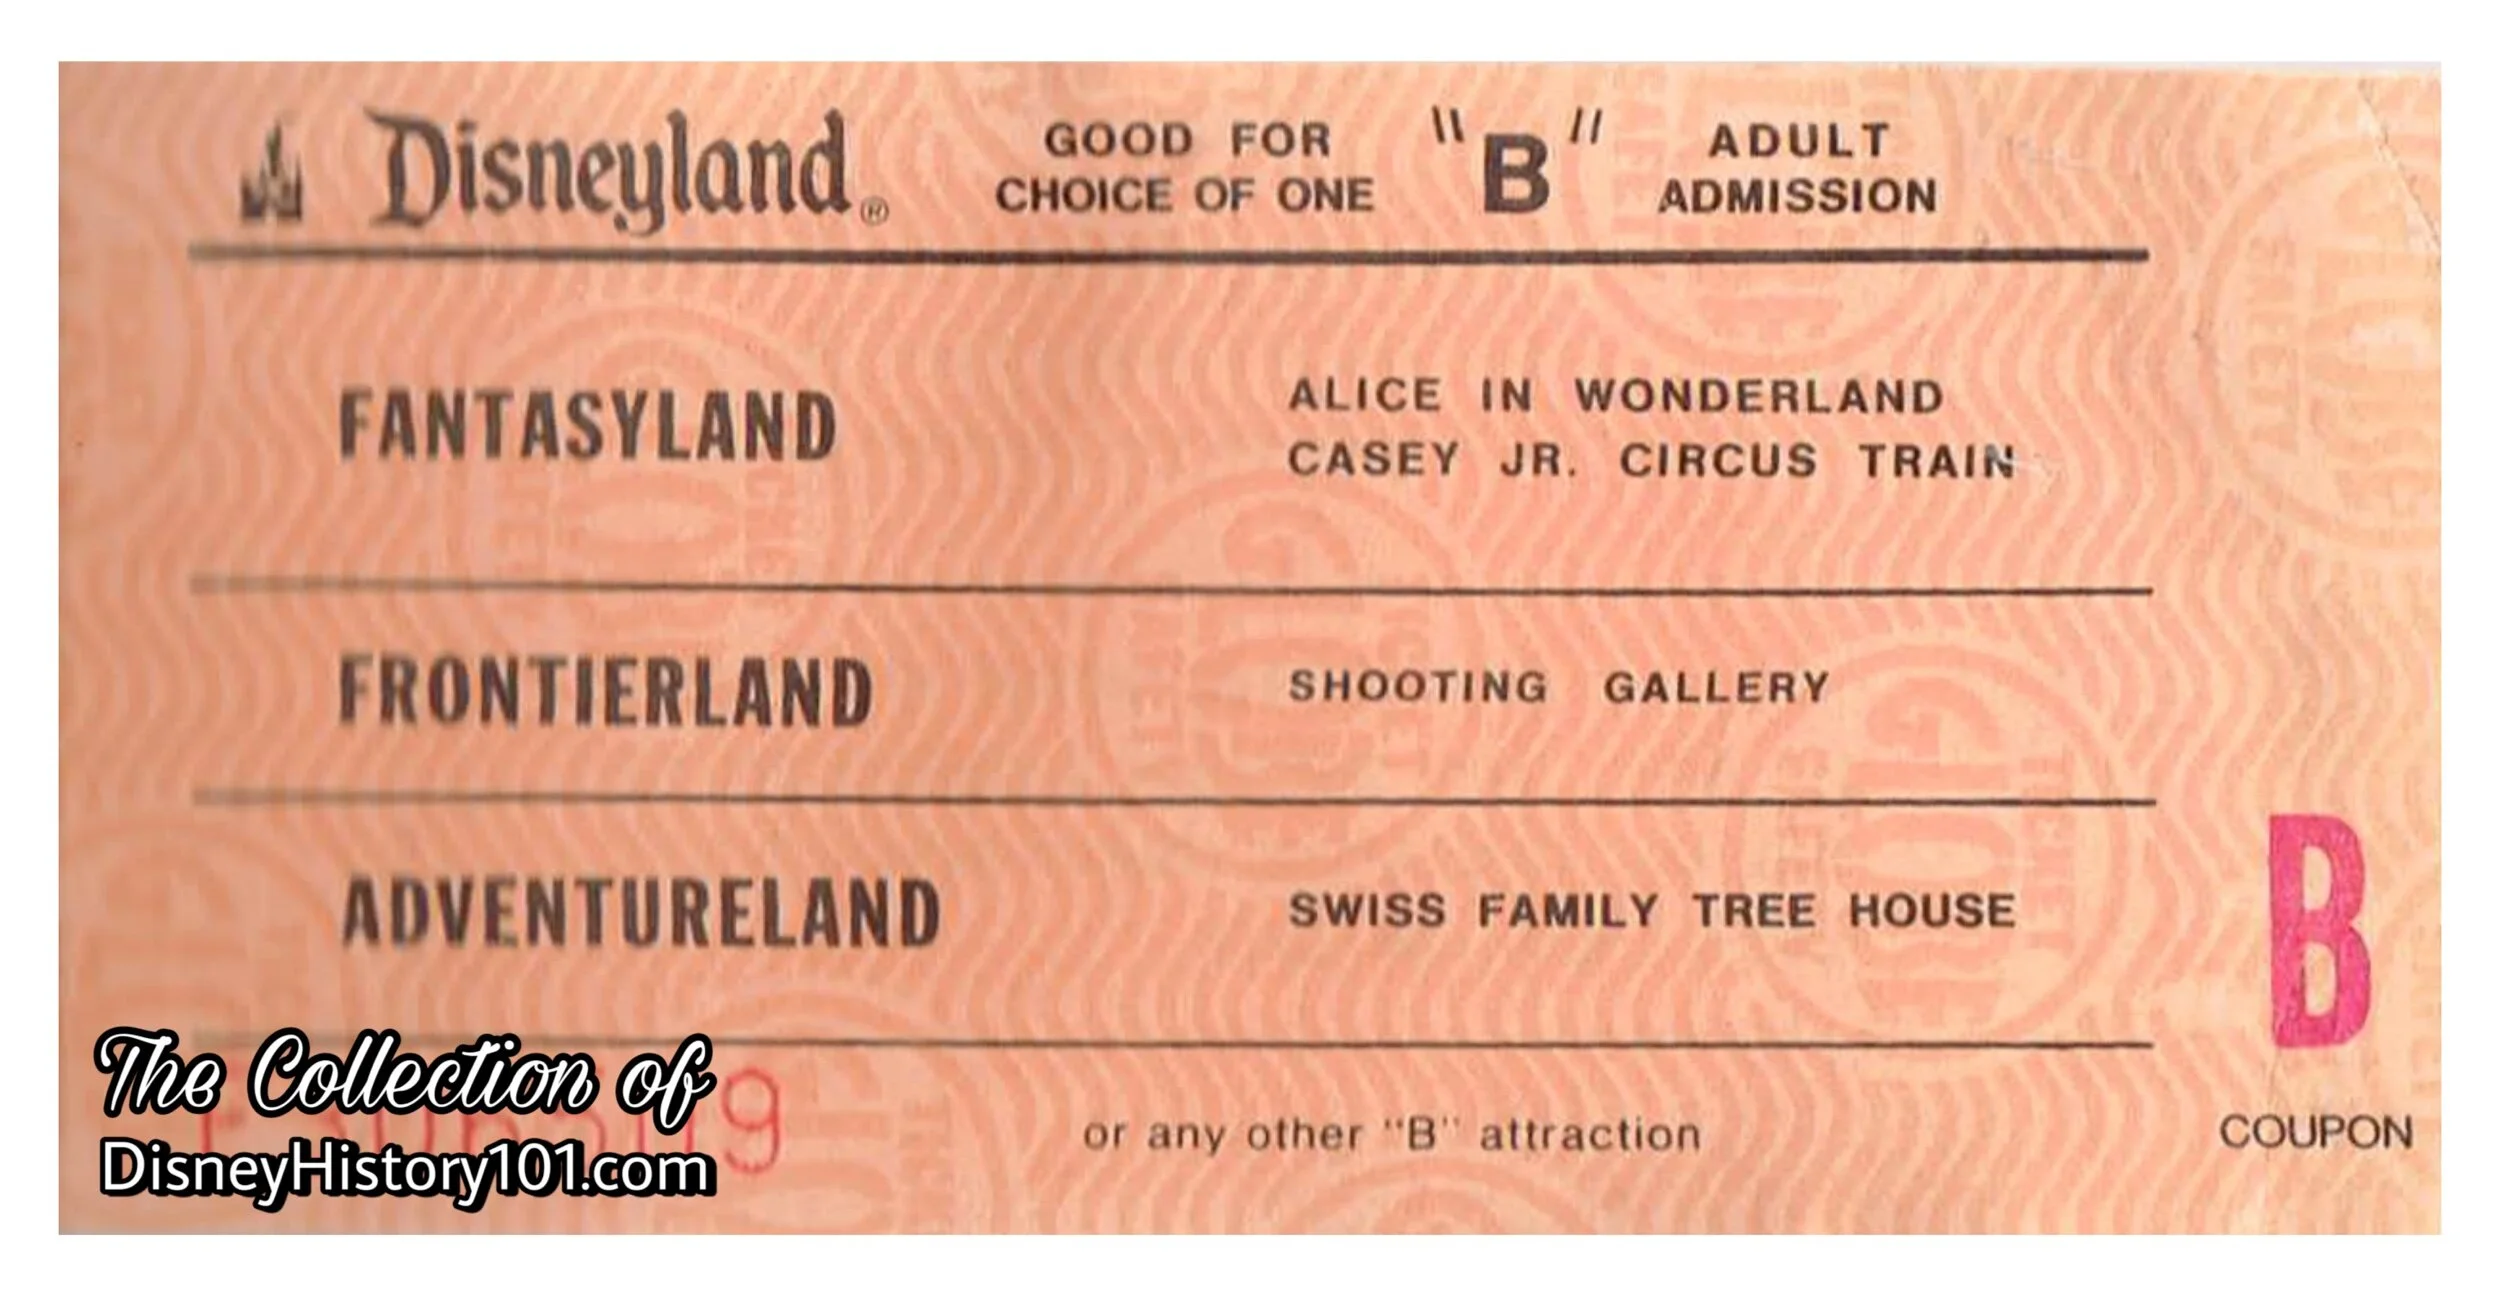 Disneyland®
GOOD FOR
CHOICE OF ONE
"B"
ADULT
ADMISSION
FANTASYLAND
ALICE IN WONDERLAND
CASEY JR. CIRCUS TRAIN
FRONTIERLAND
SHOOTING GALLERY
ADVENTURELAND
SWISS FAMILY TREE HOUSE
B
COUPON
or any other "B" attraction
The Collection of
DisneyHistory101.com